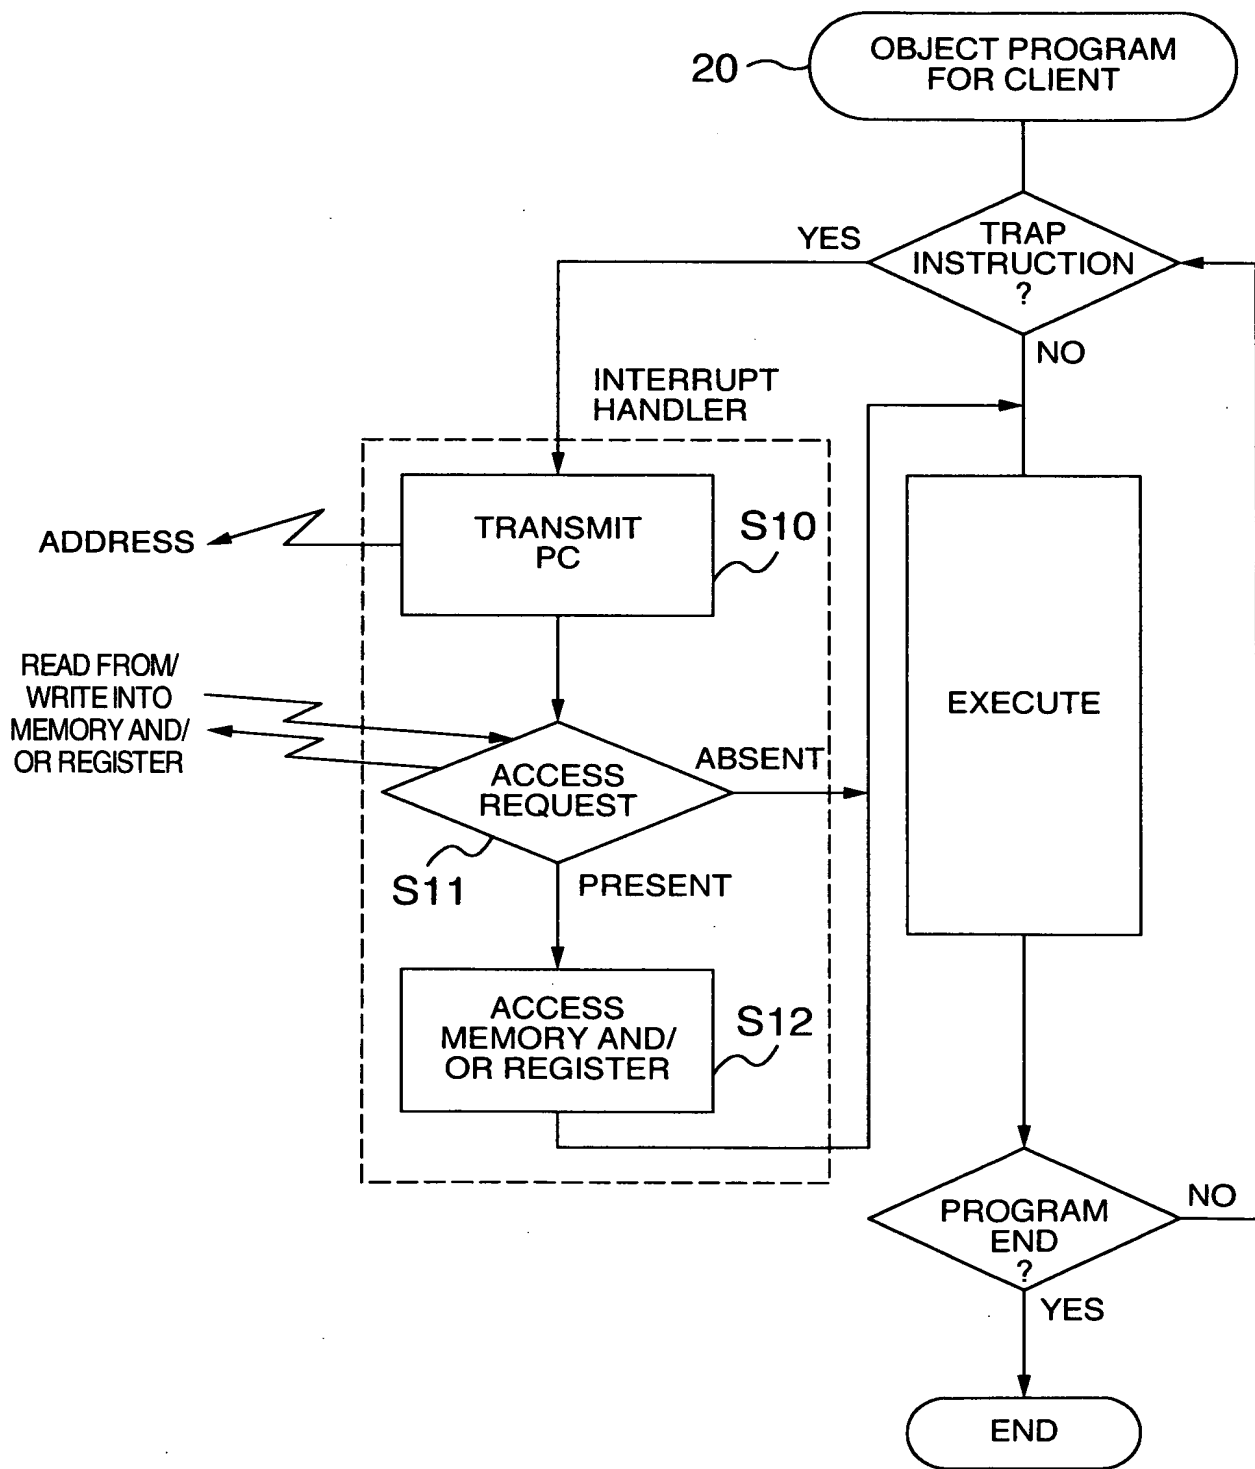 OBJECT PROGRAM
FOR CLIENT
20
TRAP
INSTRUCTION
?
YES
NO
INTERRUPT
HANDLER
TRANSMIT
PC
S10
ADDRESS
READ FROM/
WRITE INTO
MEMORY AND/
OR REGISTER
EXECUTE
ACCESS
REQUEST
ABSENT
S11
PRESENT
ACCESS
MEMORY AND/
OR REGISTER
S12
PROGRAM
END
?
NO
YES
END